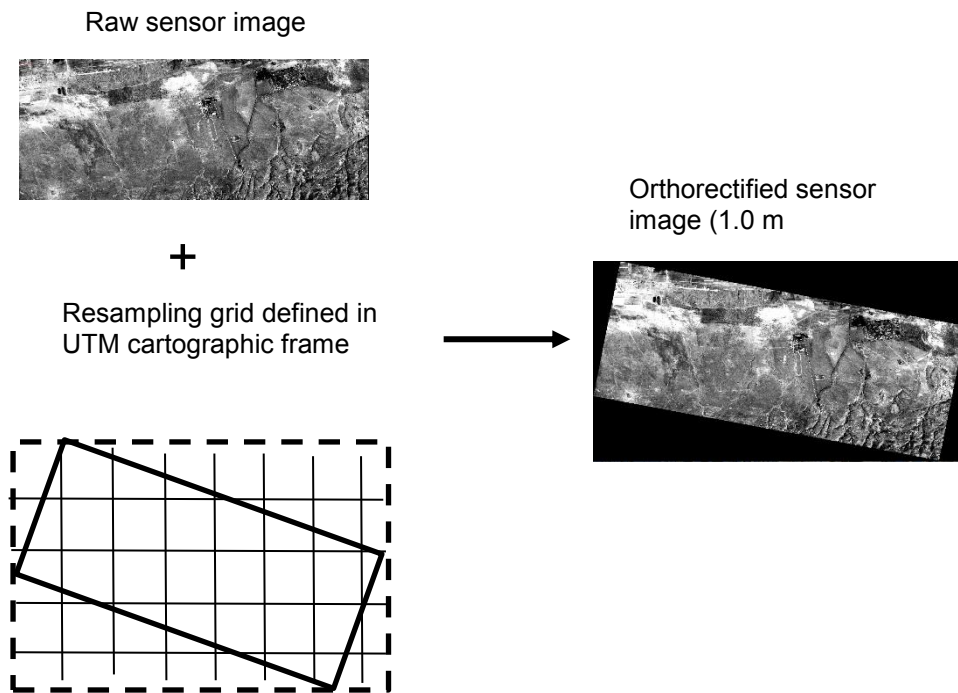 Raw sensor image
+
Resampling grid defined in
UTM cartographic frame
Orthorectified sensor
image (1.0 m